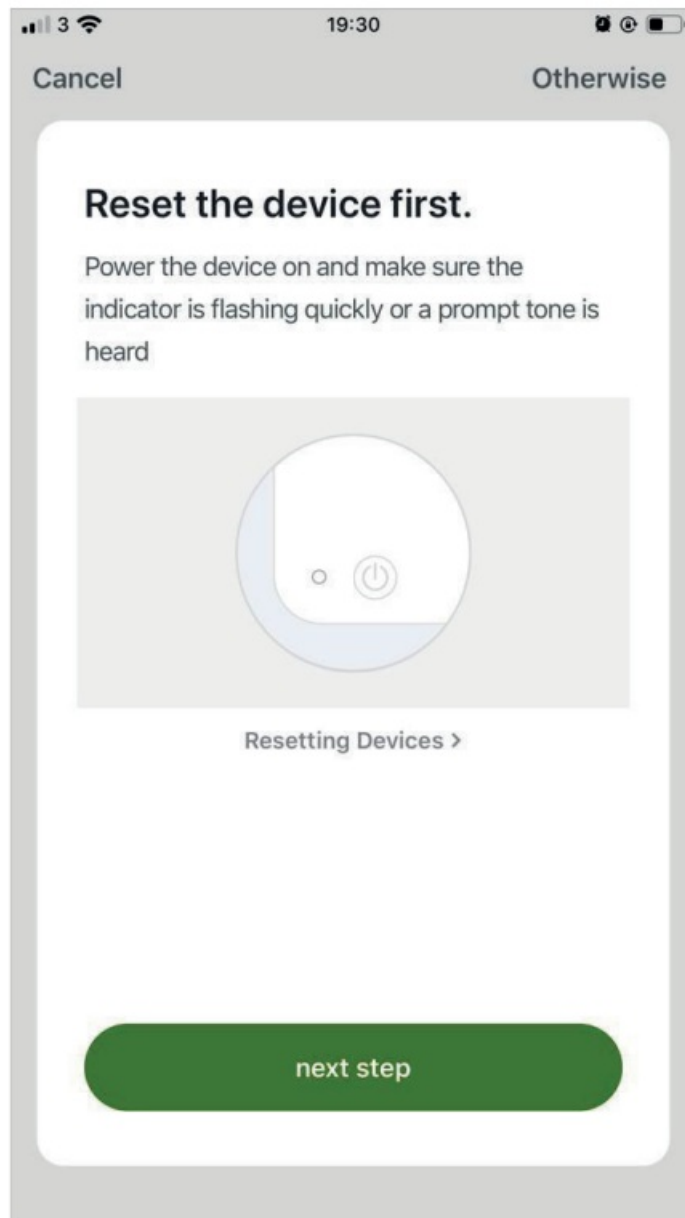 3 19:30
Cancel Otherwise
Reset the device first.
Power the device on and make sure the
indicator is flashing quickly or a prompt tone is
heard
Resetting Devices >
next step